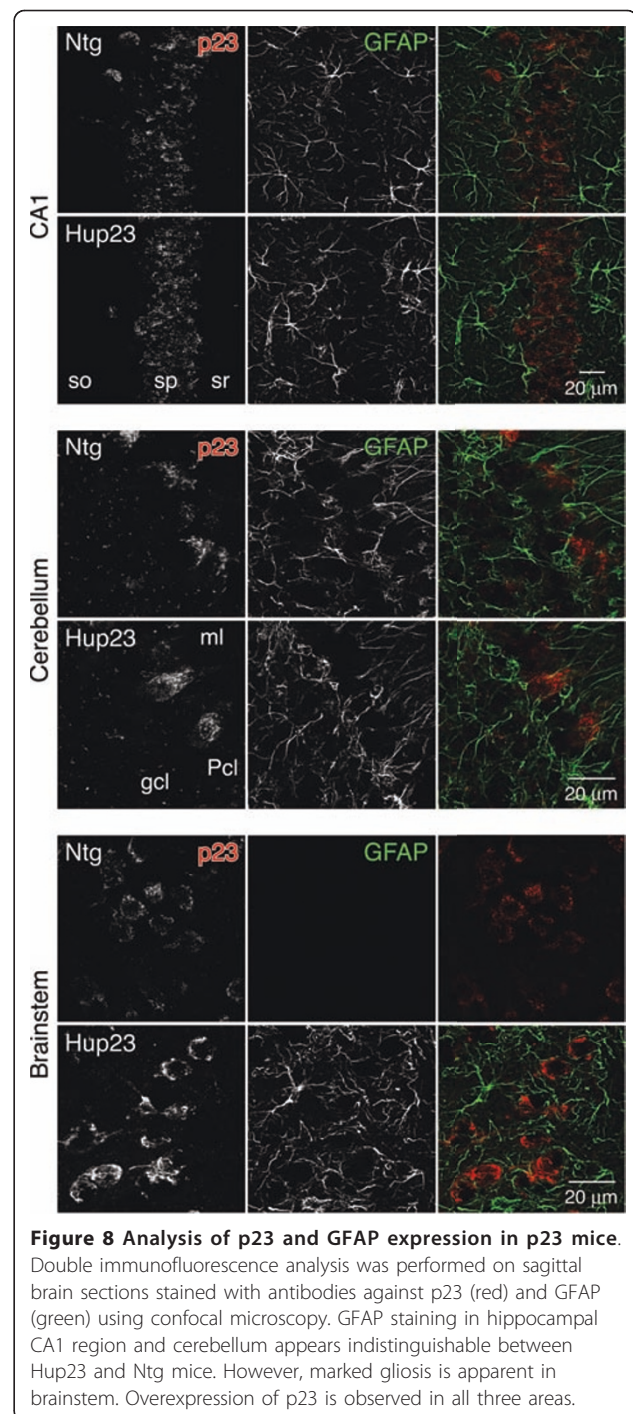 Ntg p23 GFAP
CA1
Hup23
so sp sr
20 µm
Ntg p23 GFAP
Cerebellum
Hup23
ml
Pcl
gcl
20 µm
Ntg p23 GFAP
Brainstem
Hup23
20 µm
Figure 8 Analysis of p23 and GFAP expression in p23 mice.
Double immunofluorescence analysis was performed on sagittal
brain sections stained with antibodies against p23 (red) and GFAP
(green) using confocal microscopy. GFAP staining in hippocampal
CA1 region and cerebellum appears indistinguishable between
Hup23 and Ntg mice. However, marked gliosis is apparent in
brainstem. Overexpression of p23 is observed in all three areas.